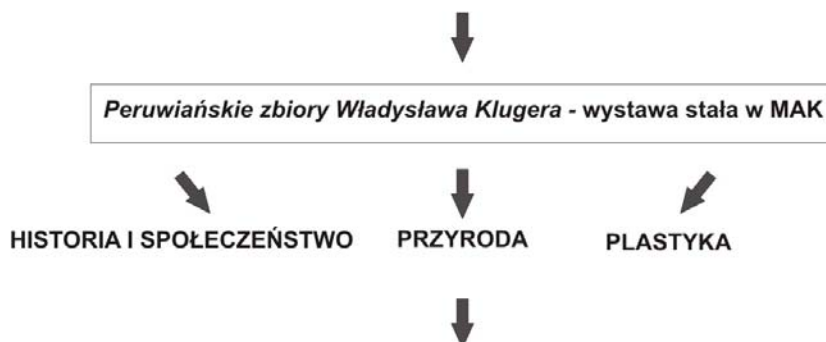 Peruwiańskie zbiory Władysława Klugera - wystawa stała w MAK
HISTORIA I SPOŁECZEŃSTWO PRZYRODA PLASTYKA